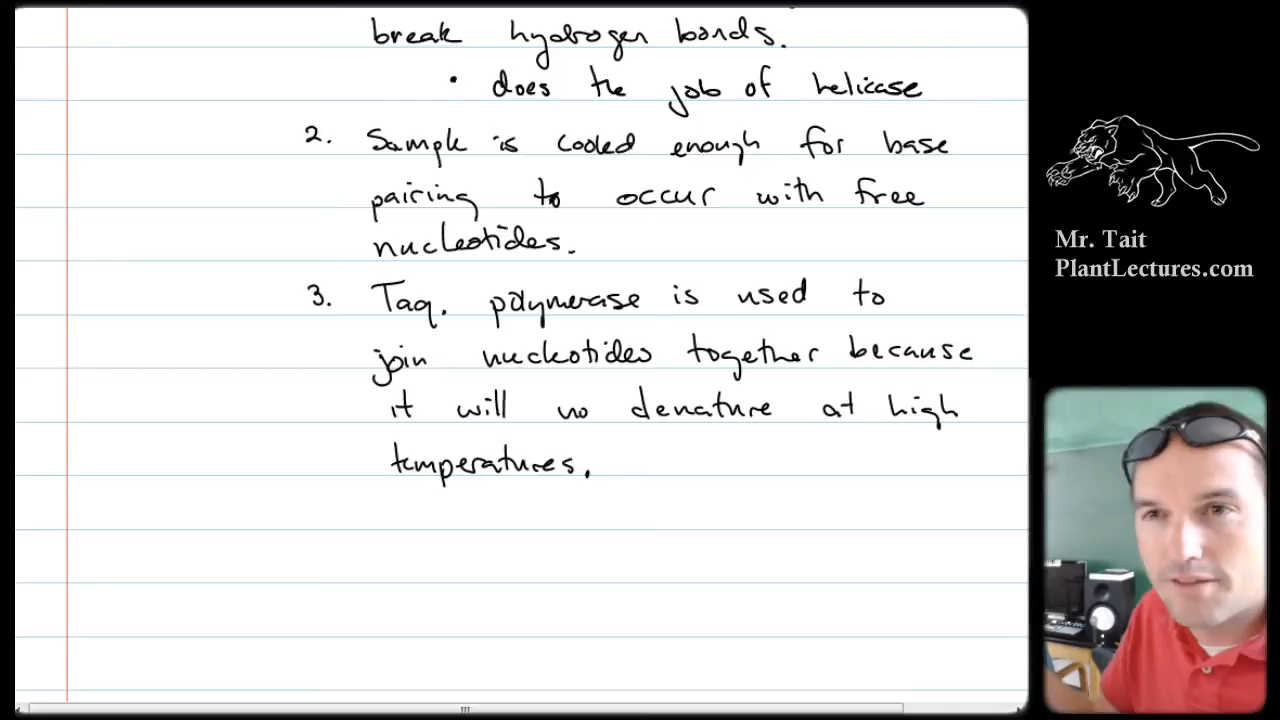 break hydrogen bonds.
• does the job of helicase
2. Sample is cooled enough for base
pairing to occur with free
nucleotides.
3. Taq. polymerase is used to
join nucleotides together because
it will no denature at high
temperatures.
Mr. Tait
PlantLectures.com